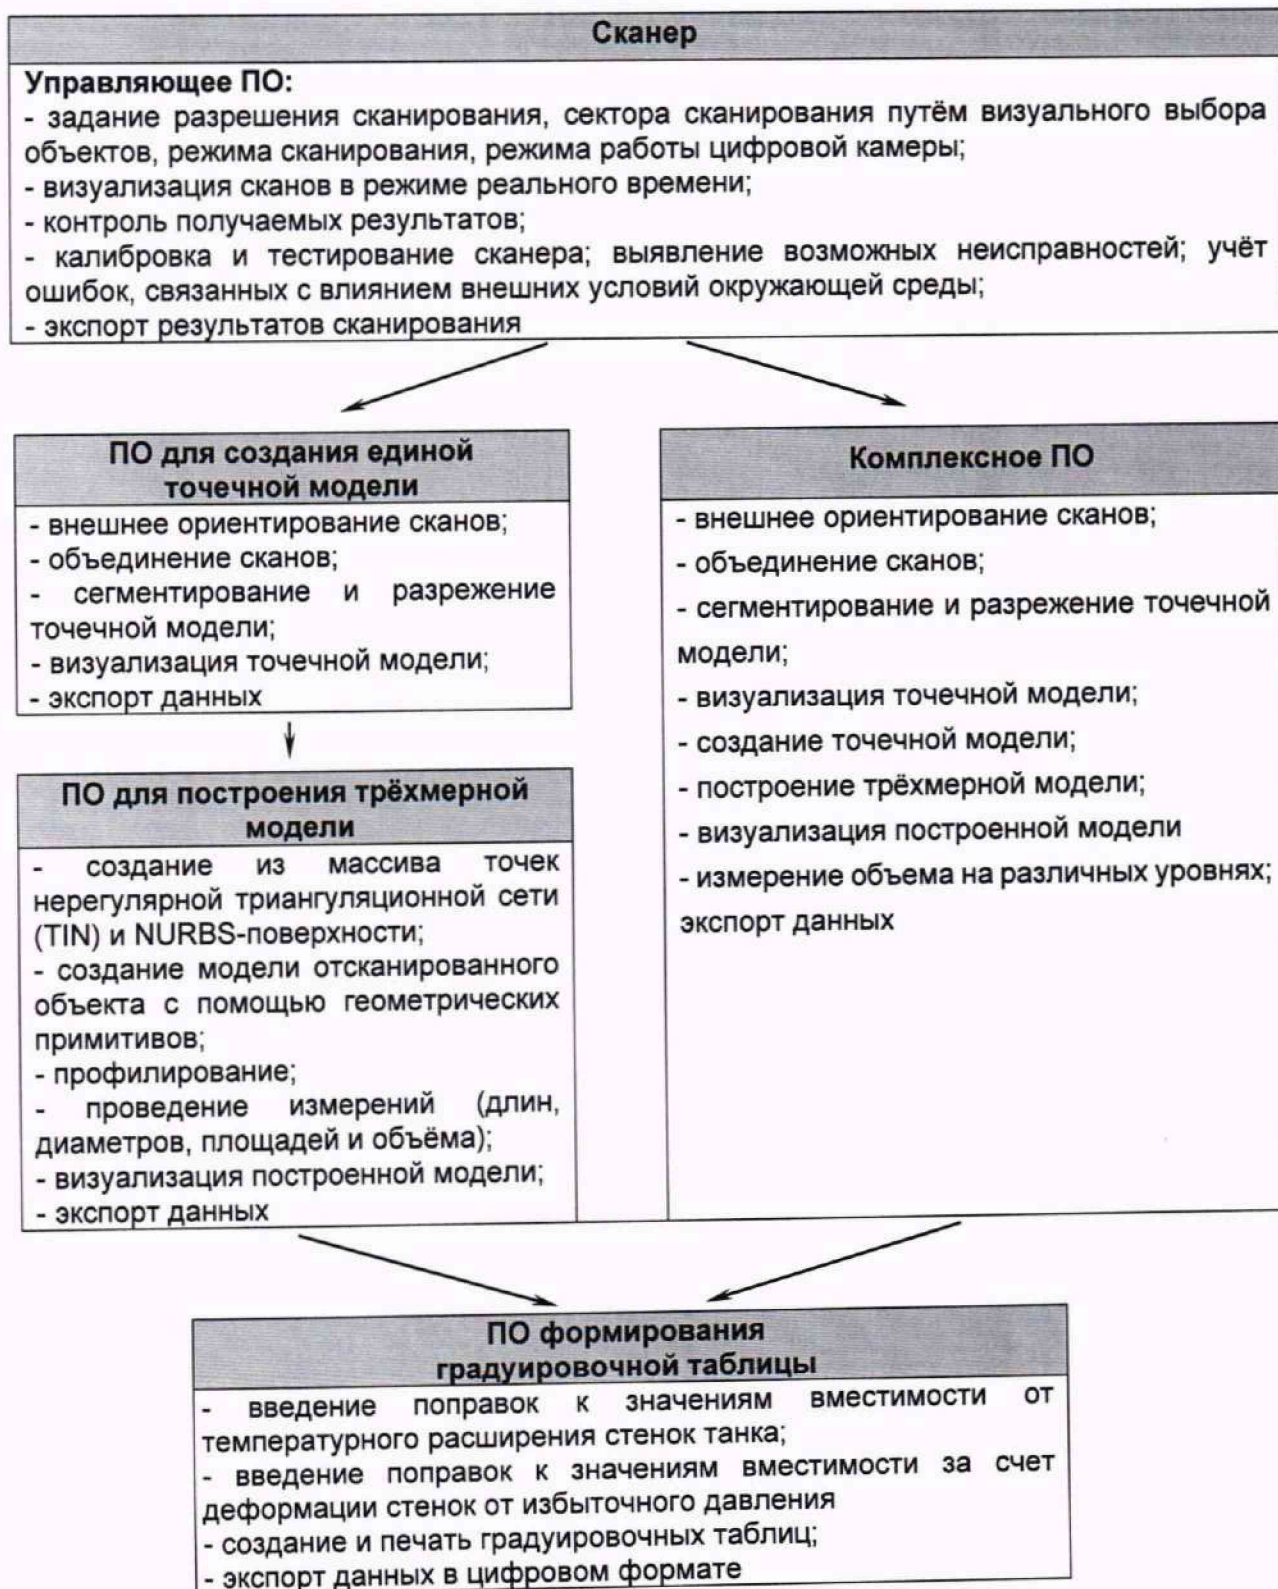 Сканер
Управляющее ПО:
- задание разрешения сканирования, сектора сканирования путём визуального выбора
объектов, режима сканирования, режима работы цифровой камеры;
- визуализация сканов в режиме реального времени;
- контроль получаемых результатов;
- калибровка и тестирование сканера; выявление возможных неисправностей; учёт
ошибок, связанных с влиянием внешних условий окружающей среды;
- экспорт результатов сканирования
ПО для создания единой
точечной модели
- внешнее ориентирование сканов;
- объединение сканов;
- сегментирование и разрежение
точечной модели;
- визуализация точечной модели;
- экспорт данных
ПО для построения трёхмерной
модели
- создание из массива точек
нерегулярной триангуляционной сети
(TIN) и NURBS-поверхности;
- создание модели отсканированного
объекта с помощью геометрических
примитивов;
- профилирование;
- проведение измерений (длин,
диаметров, площадей и объёма);
- визуализация построенной модели;
- экспорт данных
Комплексное ПО
- внешнее ориентирование сканов;
- объединение сканов;
- сегментирование и разрежение точечной
модели;
- визуализация точечной модели;
- создание точечной модели;
- построение трёхмерной модели;
- визуализация построенной модели
- измерение объема на различных уровнях;
экспорт данных
ПО формирования
градуировочной таблицы
- введение поправок к значениям вместимости от
температурного расширения стенок танка;
- введение поправок к значениям вместимости за счет
деформации стенок от избыточного давления
- создание и печать градуировочных таблиц;
- экспорт данных в цифровом формате